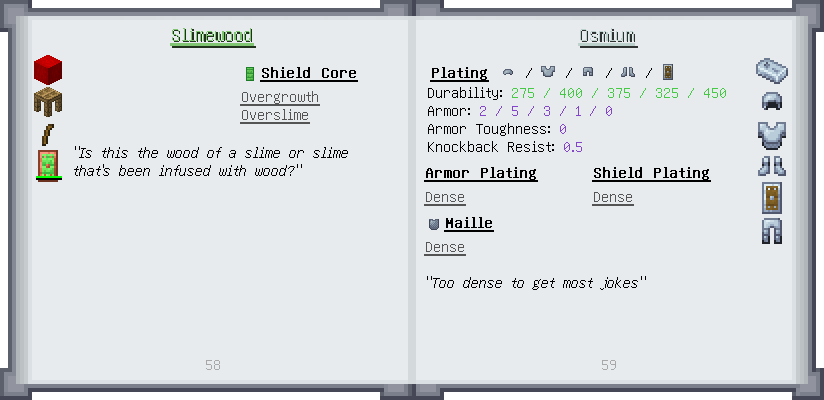 Slimewood
Shield Core
Overgrowth
Overslime
"Is this the wood of a slime or slime
that's been infused with wood?"
58
Osmium
Plating / / / /
Durability: 275 / 400 / 375 / 325 / 450
Armor: 2 / 5 / 3 / 1 / 0
Armor Toughness: 0
Knockback Resist: 0.5
Armor Plating
Dense
Shield Plating
Dense
Maille
Dense
"Too dense to get most jokes"
59